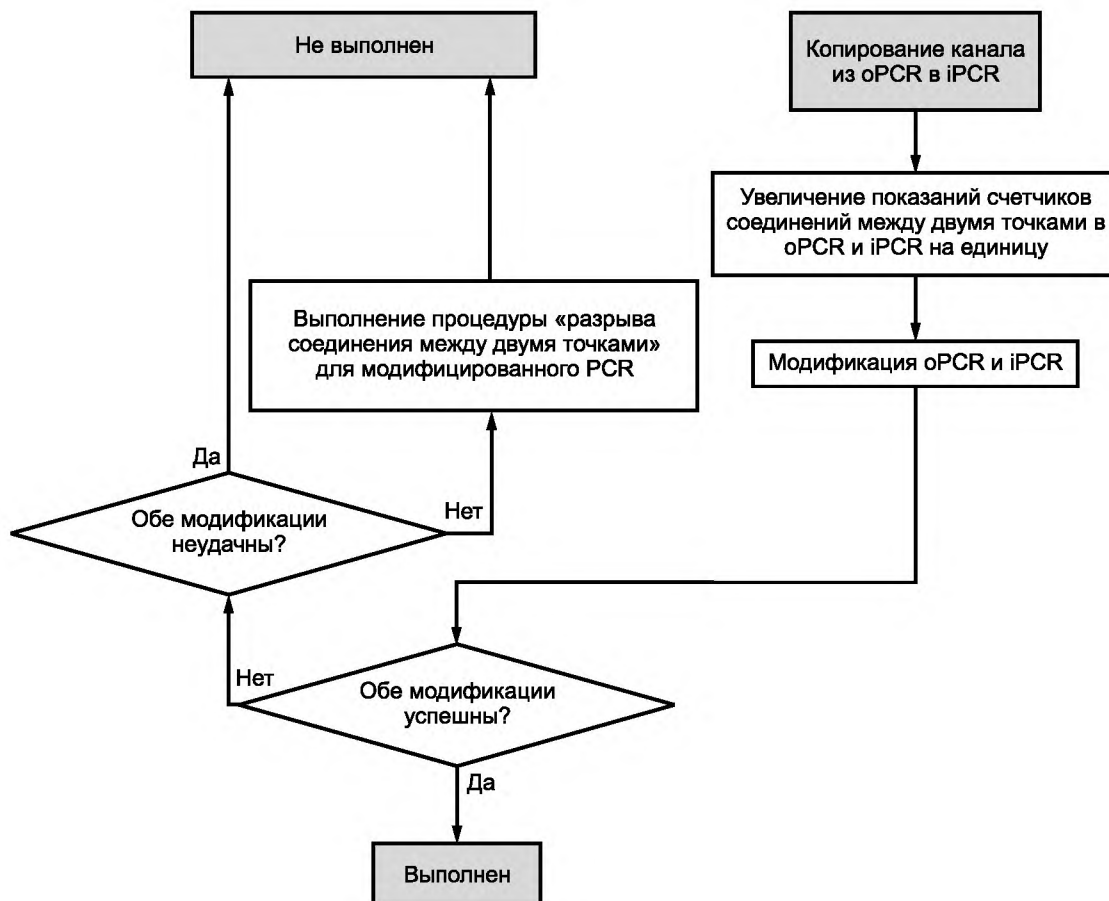 Не выполнен
Копирование канала
из oPCR в iPCR
Увеличение показаний счетчиков
соединений между двумя точками в
oPCR и iPCR на единицу
Выполнение процедуры «разрыва
соединения между двумя точками»
для модифицированного PCR
Модификация oPCR и iPCR
Да
Нет
Обе модификации
неудачны?
Нет
Обе модификации
успешны?
Да
Выполнен